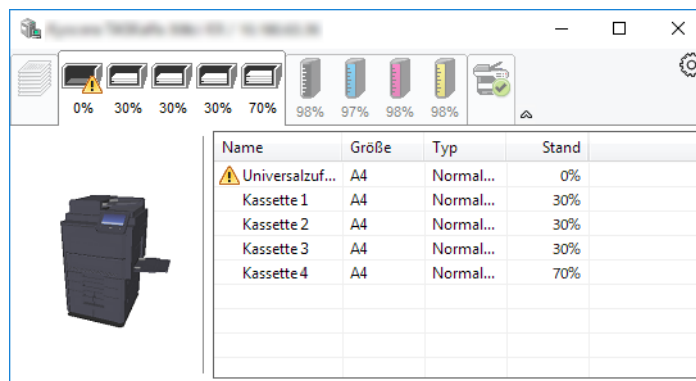 0% 30% 30% 30% 70% 98% 97% 98% 98%
Name Größe Typ Stand
Universalzuf... A4 Normal... 0%
Kassette 1 A4 Normal... 30%
Kassette 2 A4 Normal... 30%
Kassette 3 A4 Normal... 30%
Kassette 4 A4 Normal... 70%